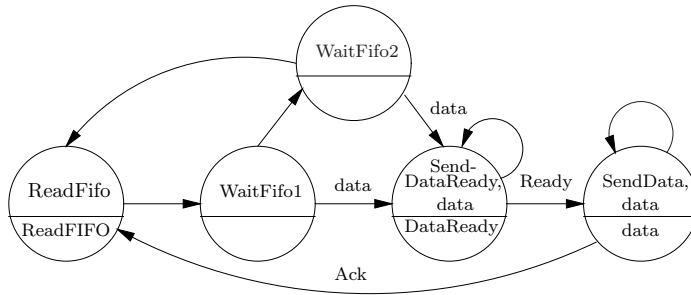 WaitFifo2
data
ReadFifo
ReadFIFO
WaitFifo1
data
Send-
DataReady,
data
DataReady
Ready
SendData,
data
data
Ack